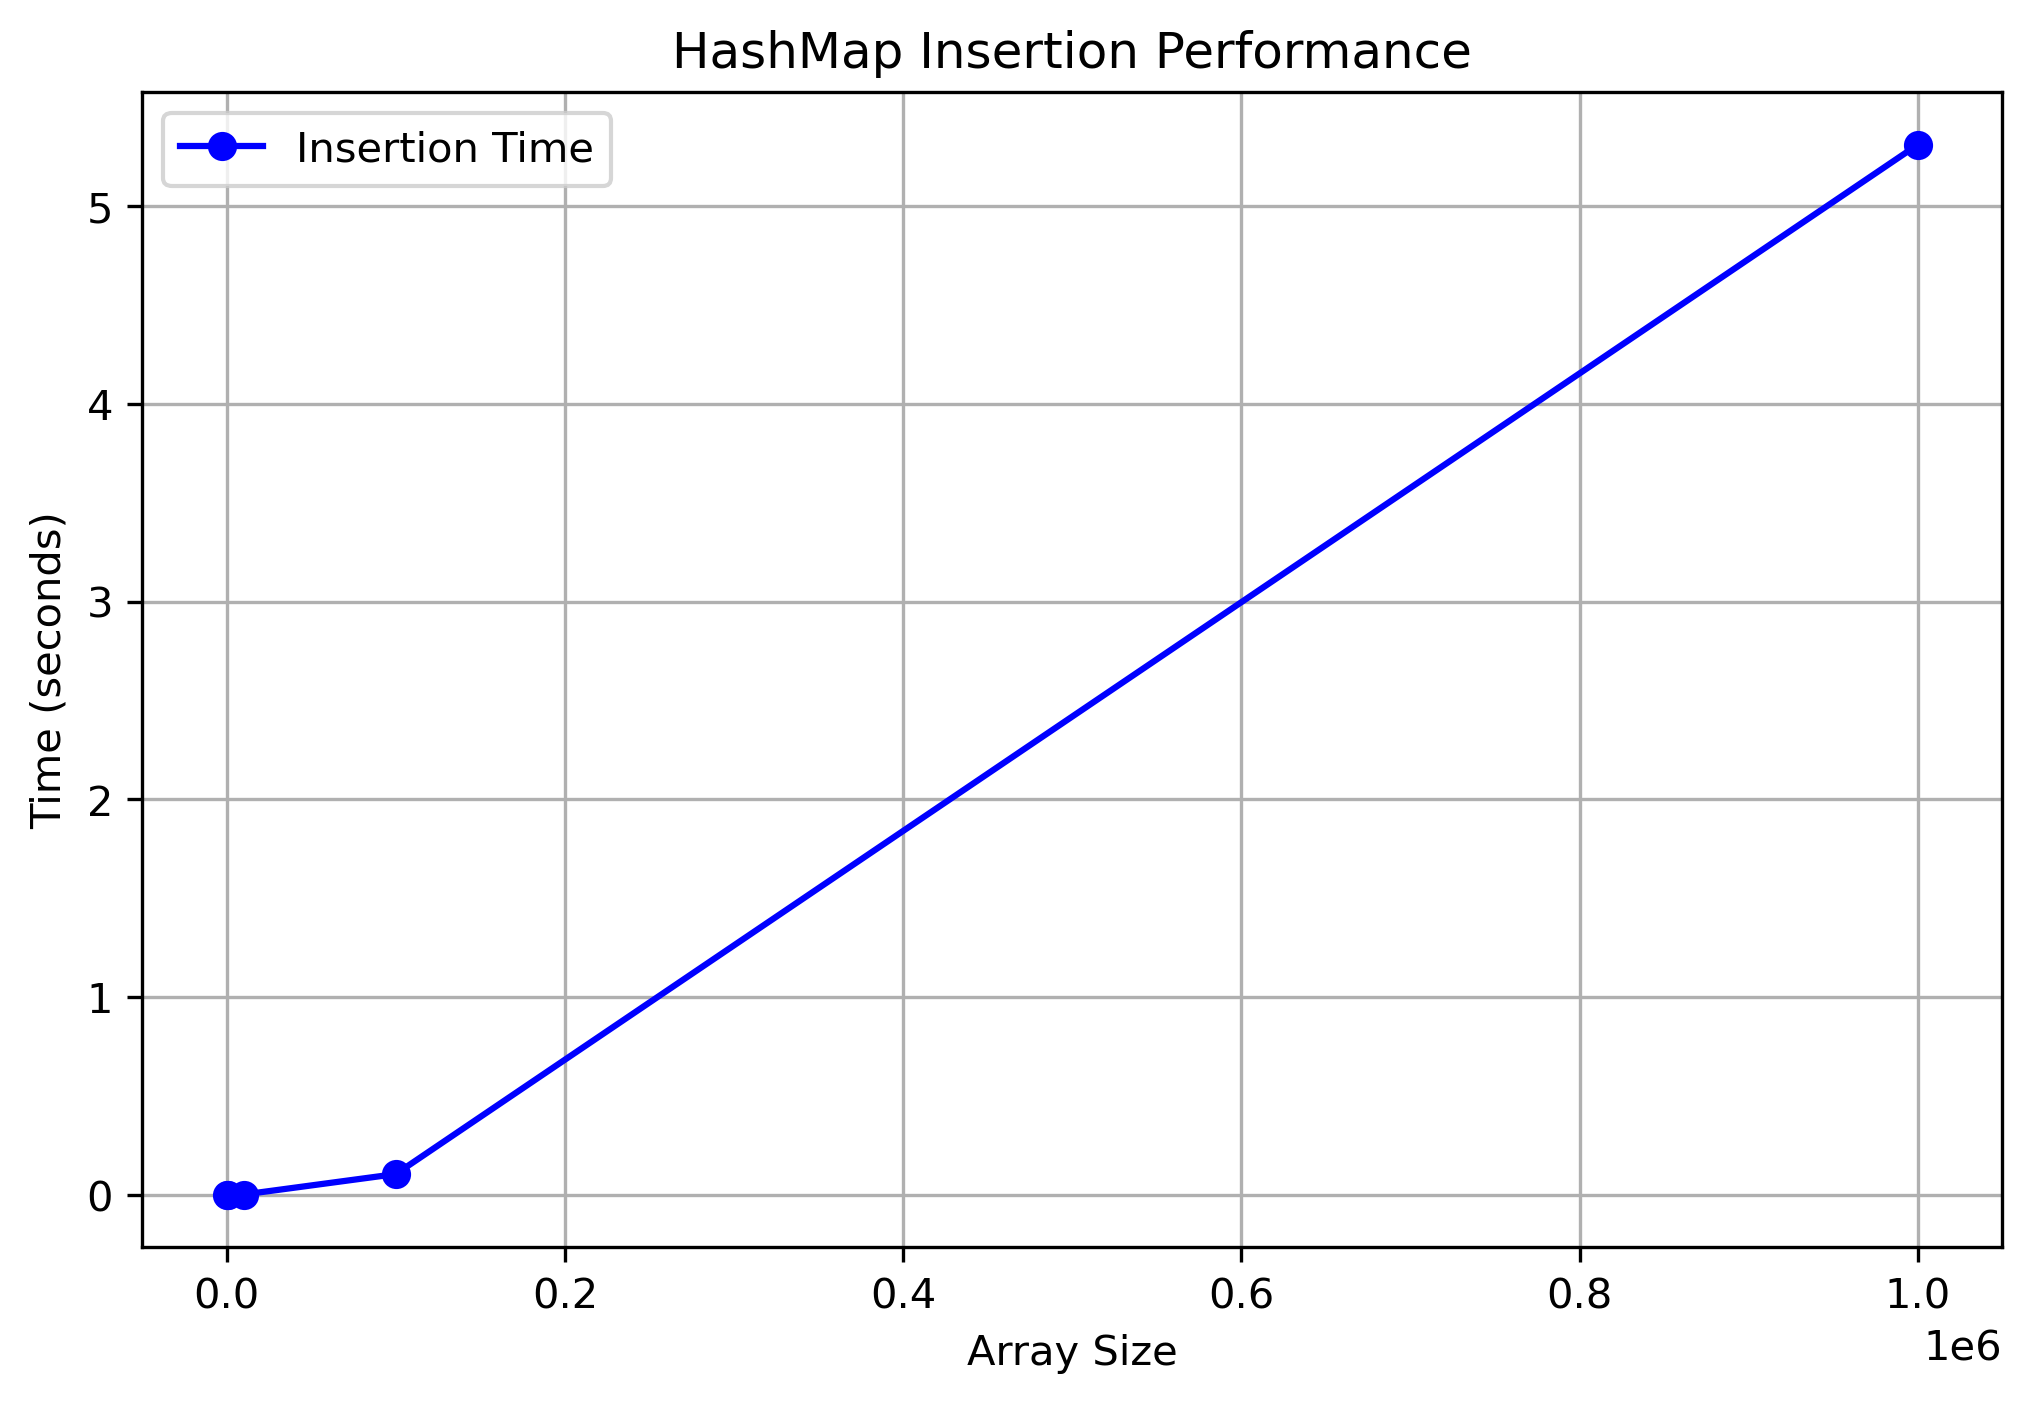 HashMap Insertion Performance
Insertion Time
5
4
3
2
1
0
Time (seconds)
0.0 0.2 0.4 0.6 0.8 1.0
1e6
Array Size